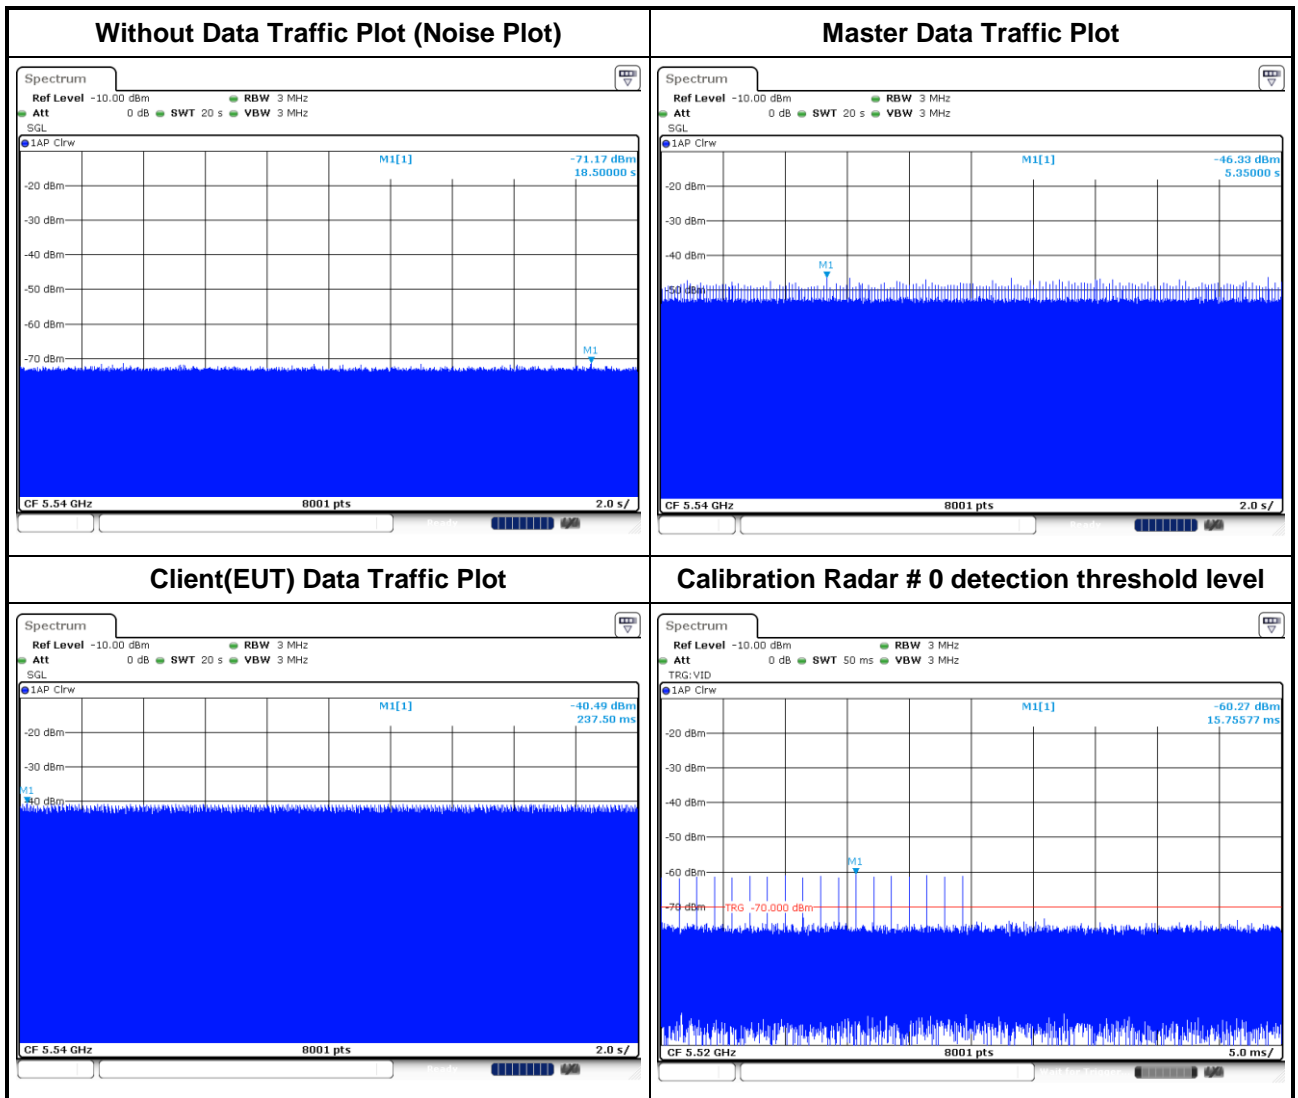 Without Data Traffic Plot (Noise Plot)
Spectrum
Ref Level -10.00 dBm RBW 3 MHz
Att 0 dB SWT 20 s VBW 3 MHz
SGL
1AP Clrw
M1[1] -71.17 dBm
18.50000 s
-20 dBm
-30 dBm
-40 dBm
-50 dBm
-60 dBm
M1
-70 dBm
CF 5.54 GHz 8001 pts 2.0 s/
Ready
Master Data Traffic Plot
Spectrum
Ref Level -10.00 dBm RBW 3 MHz
Att 0 dB SWT 20 s VBW 3 MHz
SGL
1AP Clrw
M1[1] -46.33 dBm
5.35000 s
-20 dBm
-30 dBm
-40 dBm
M1
-50 dBm
CF 5.54 GHz 8001 pts 2.0 s/
Ready
Client(EUT) Data Traffic Plot
Spectrum
Ref Level -10.00 dBm RBW 3 MHz
Att 0 dB SWT 20 s VBW 3 MHz
SGL
1AP Clrw
M1[1] -40.49 dBm
237.50 ms
-20 dBm
-30 dBm
M1
-40 dBm
CF 5.54 GHz 8001 pts 2.0 s/
Ready
Calibration Radar # 0 detection threshold level
Spectrum
Ref Level -10.00 dBm RBW 3 MHz
Att 0 dB SWT 50 ms VBW 3 MHz
TRG:VID
1AP Clrw
M1[1] -60.27 dBm
15.75577 ms
-20 dBm
-30 dBm
-40 dBm
-50 dBm
M1
-60 dBm
-70 dBm TRG -70.000 dBm
CF 5.52 GHz 8001 pts 5.0 ms/
Wait for Trigger